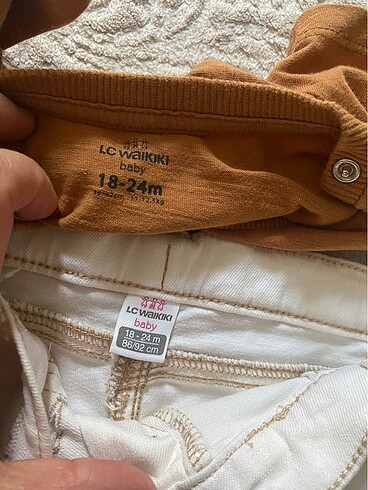 LC WAIKIKI
baby
18-24m
LC WAIKIKI
baby
18 - 24 m
86/92 cm